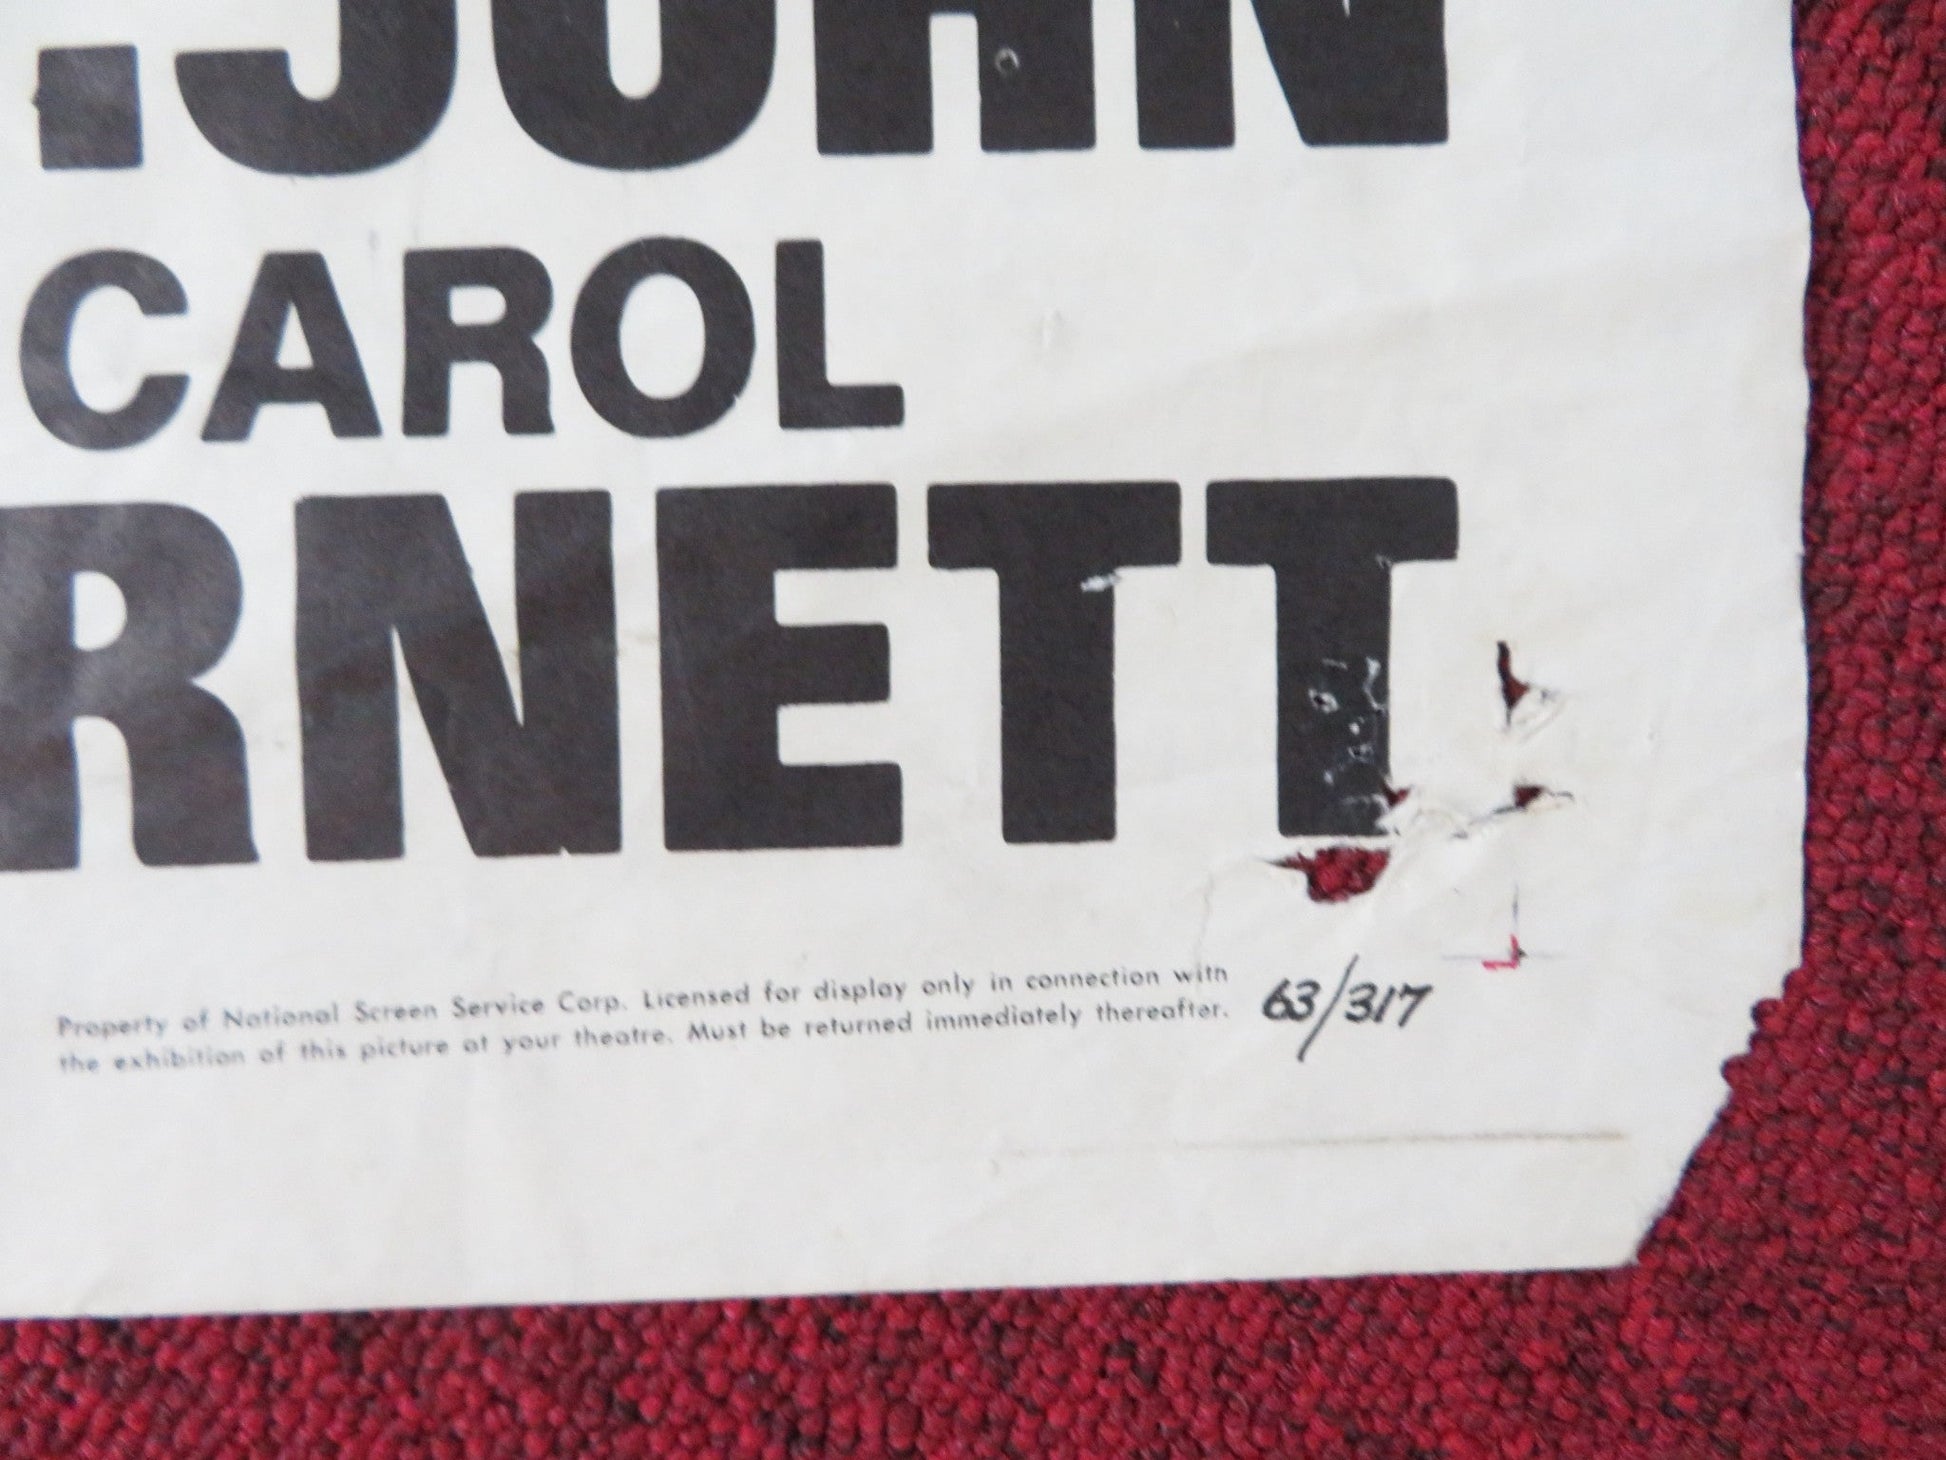 .JOHN
CAROL
RNETT
Property of National Screen Service Corp. Licensed for display only in connection with
the exhibition of this picture at your theatre. Must be returned immediately thereafter.
63/317